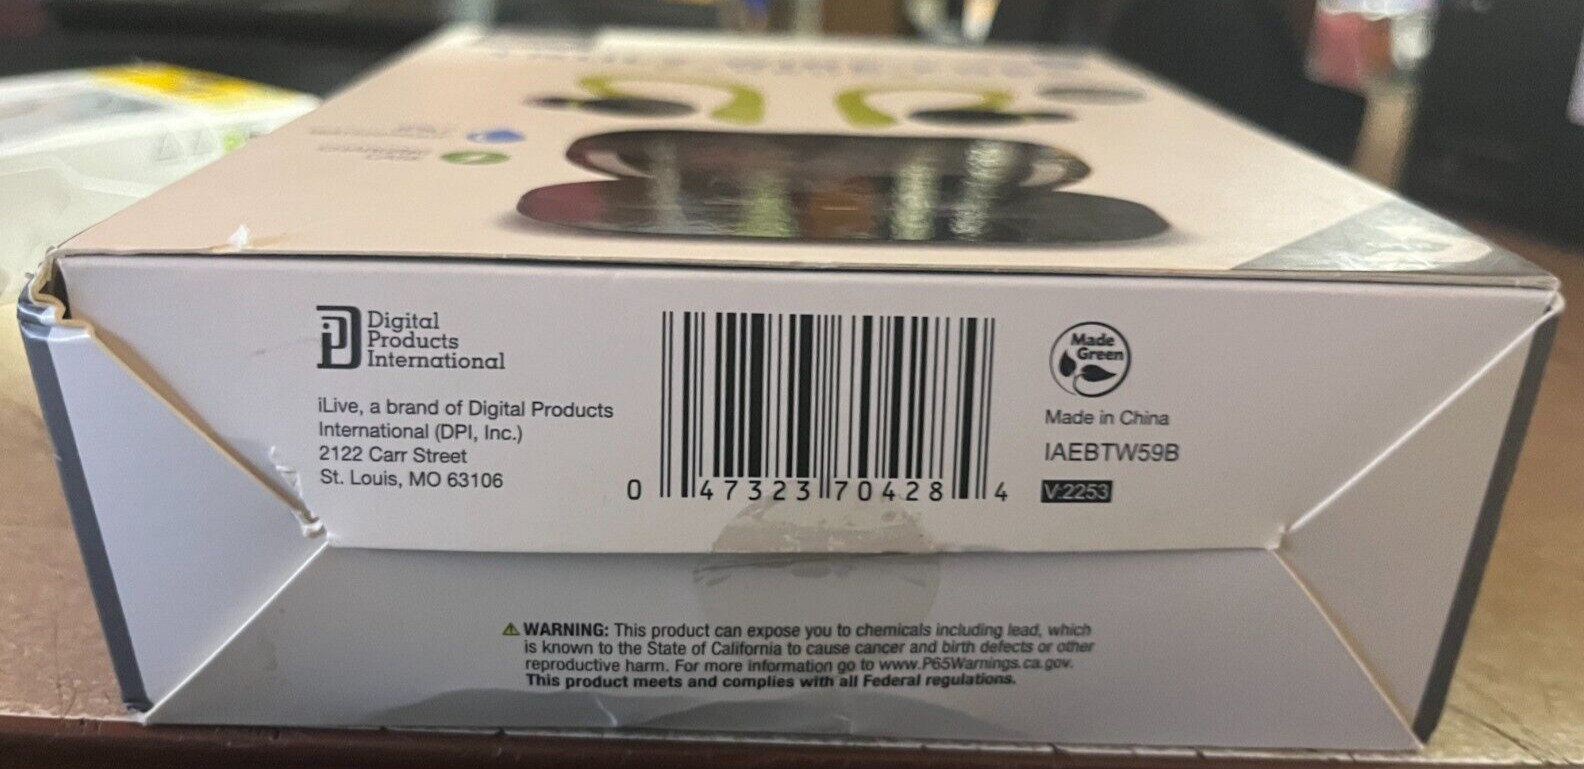 CHARGING
CASE
iD
Digital
Products
International
iLive, a brand of Digital Products
International (DPI, Inc.)
2122 Carr Street
St. Louis, MO 63106
0 47323 70428 4
Made
Green
Made in China
IAEBTW59B
V:2253
WARNING: This product can expose you to chemicals including lead, which
is known to the State of California to cause cancer and birth defects or other
reproductive harm. For more information go to www.P65Warnings.ca.gov.
This product meets and complies with all Federal regulations.